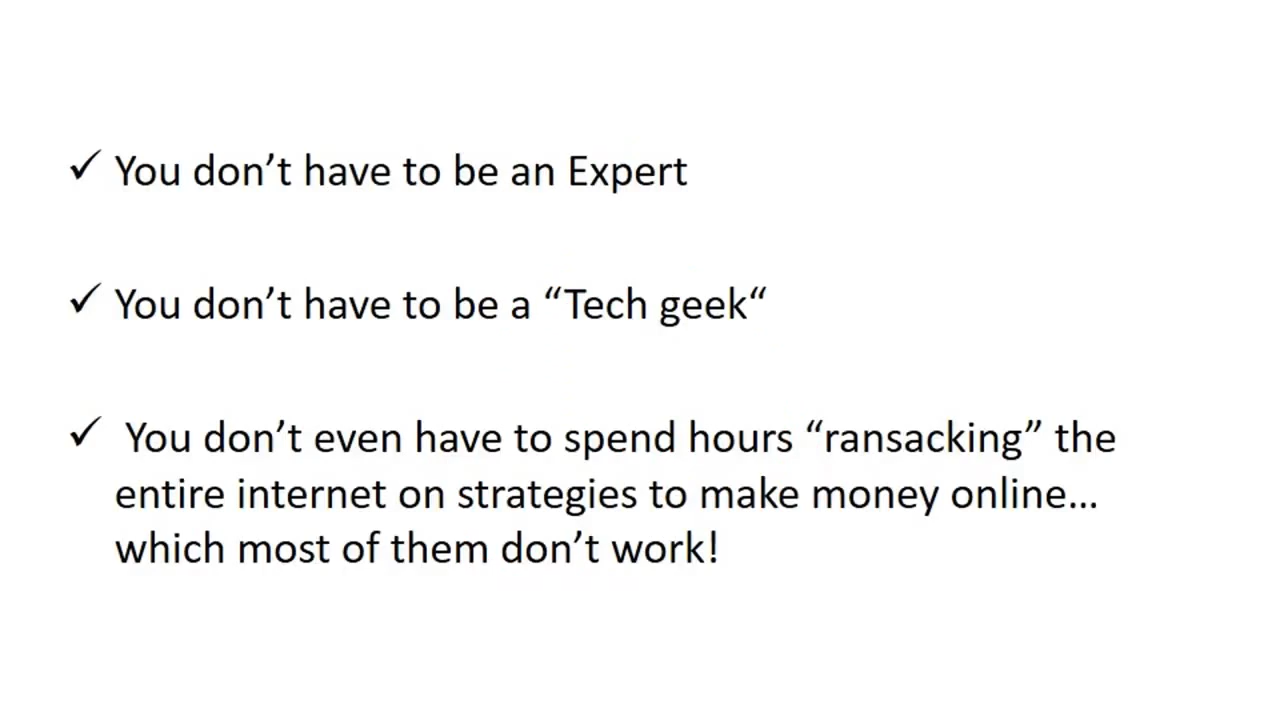 ✓ You don’t have to be an Expert
✓ You don’t have to be a “Tech geek“
✓ You don’t even have to spend hours “ransacking” the
entire internet on strategies to make money online…
which most of them don’t work!